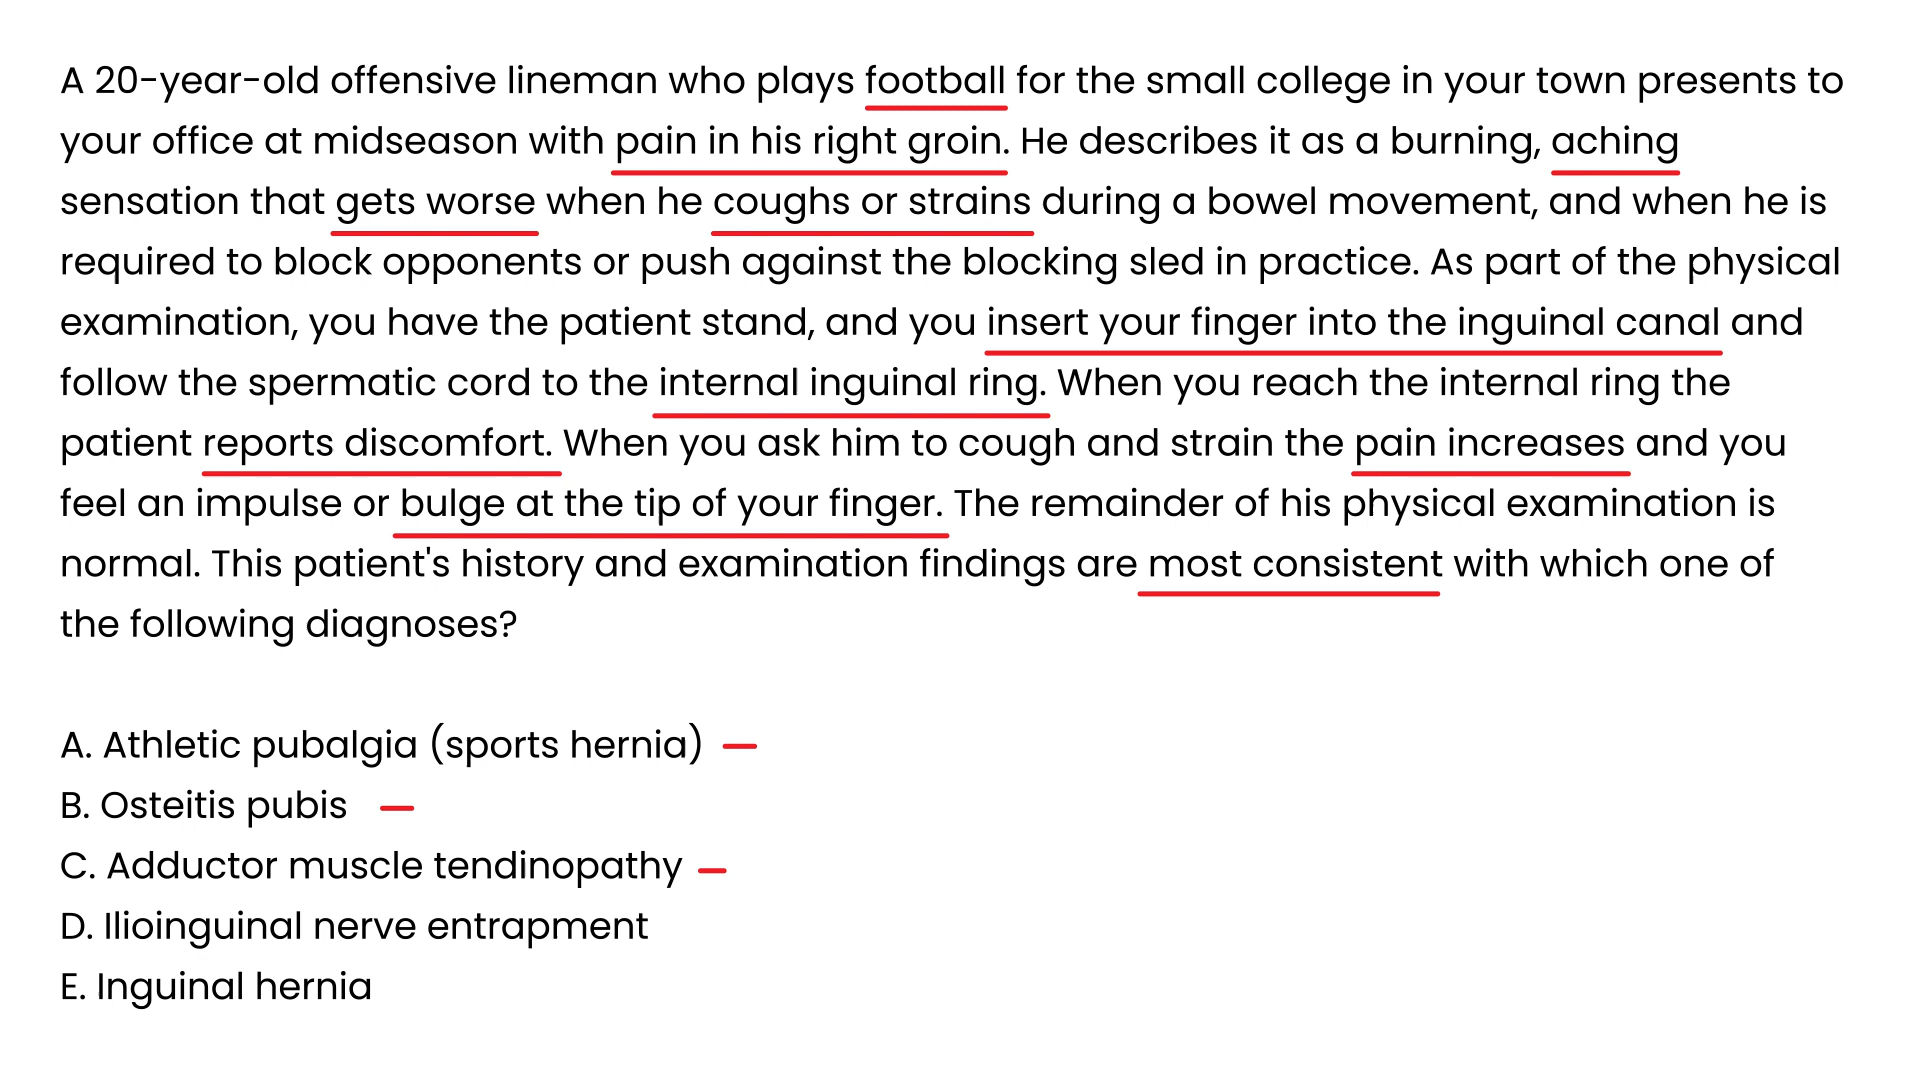 A 20-year-old offensive lineman who plays football for the small college in your town presents to
your office at midseason with pain in his right groin. He describes it as a burning, aching
sensation that gets worse when he coughs or strains during a bowel movement, and when he is
required to block opponents or push against the blocking sled in practice. As part of the physical
examination, you have the patient stand, and you insert your finger into the inguinal canal and
follow the spermatic cord to the internal inguinal ring. When you reach the internal ring the
patient reports discomfort. When you ask him to cough and strain the pain increases and you
feel an impulse or bulge at the tip of your finger. The remainder of his physical examination is
normal. This patient's history and examination findings are most consistent with which one of
the following diagnoses?
A. Athletic pubalgia (sports hernia)
B. Osteitis pubis
C. Adductor muscle tendinopathy
D. Ilioinguinal nerve entrapment
E. Inguinal hernia